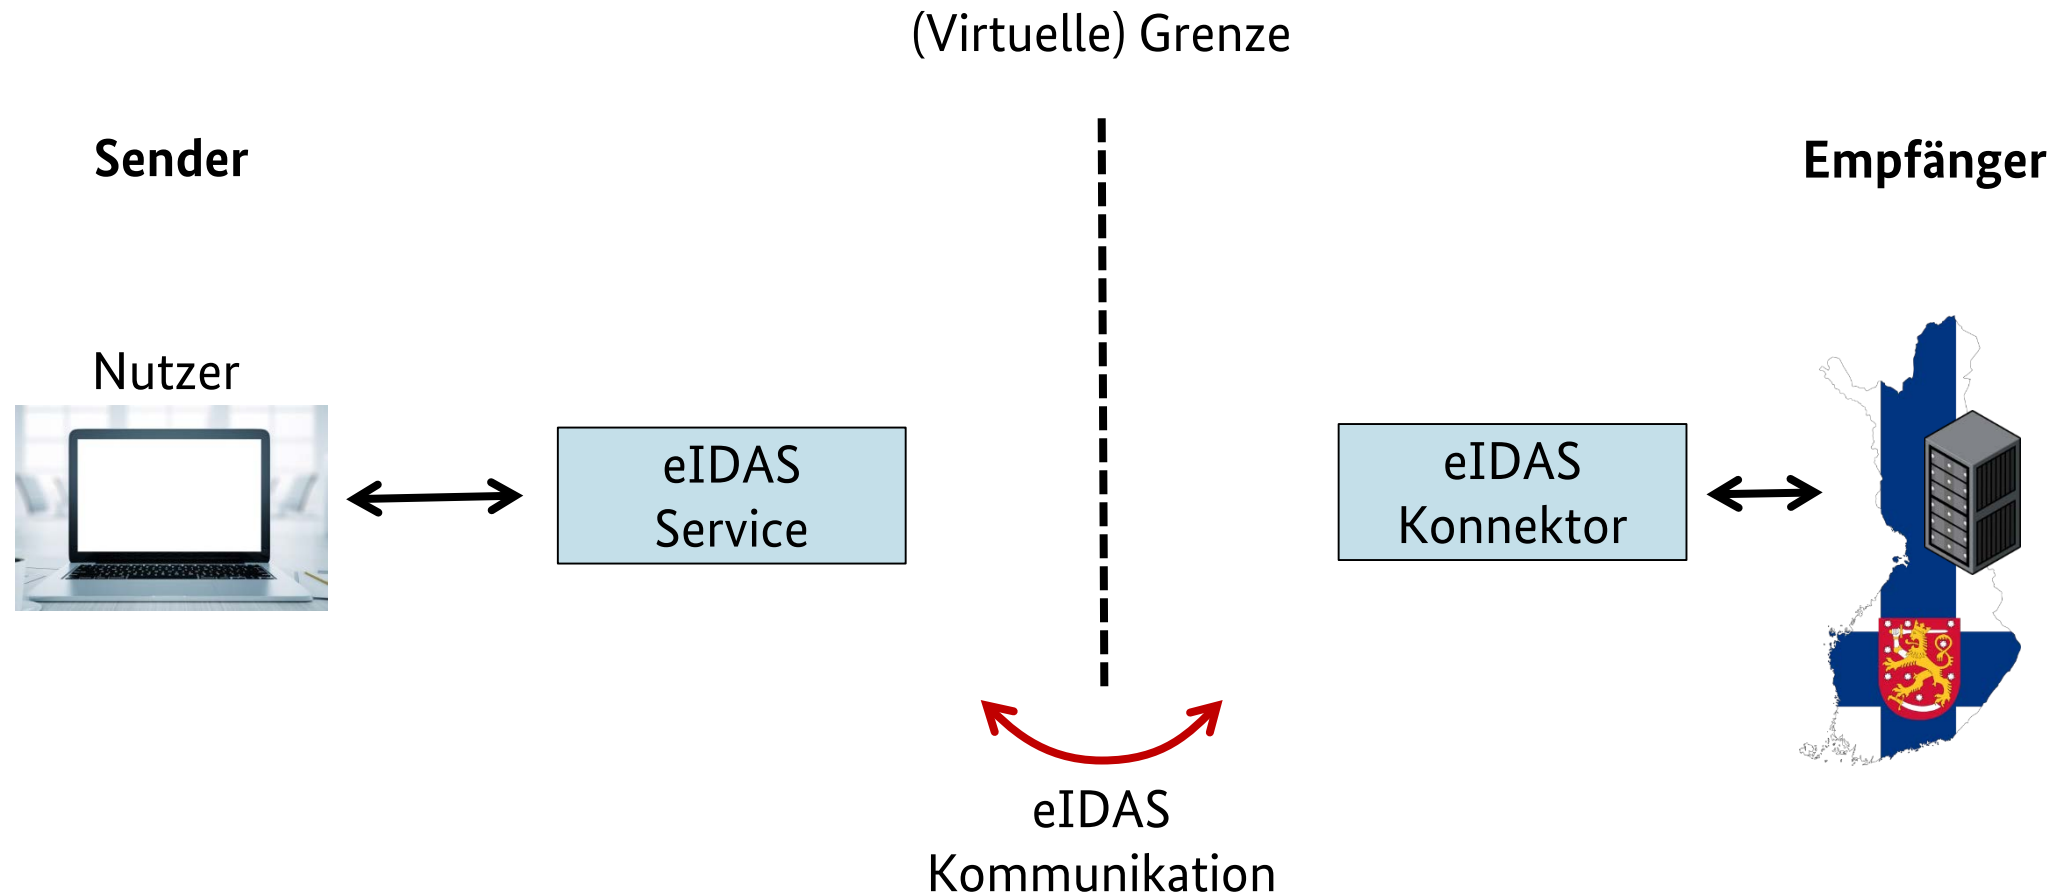 (Virtuelle) Grenze
Sender
Empfänger
Nutzer
eIDAS
Service
eIDAS
Konnektor
eIDAS
Kommunikation